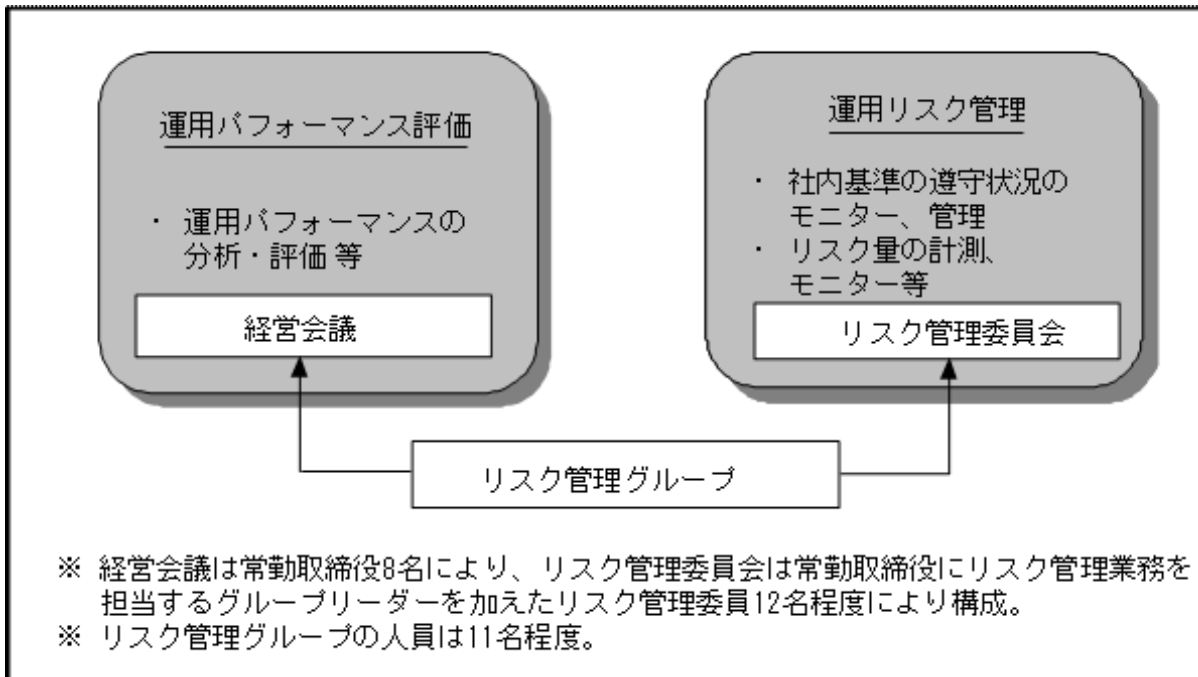 運用パフォーマンス評価
・ 運用パフォーマンスの
分析・評価 等
経営会議
運用リスク管理
・ 社内基準の遵守状況の
モニター、管理
・ リスク量の計測、
モニター等
リスク管理委員会
リスク管理グループ
※ 経営会議は常勤取締役8名により、リスク管理委員会は常勤取締役にリスク管理業務を
担当するグループリーダーを加えたリスク管理委員12名程度により構成。
※ リスク管理グループの人員は11名程度。